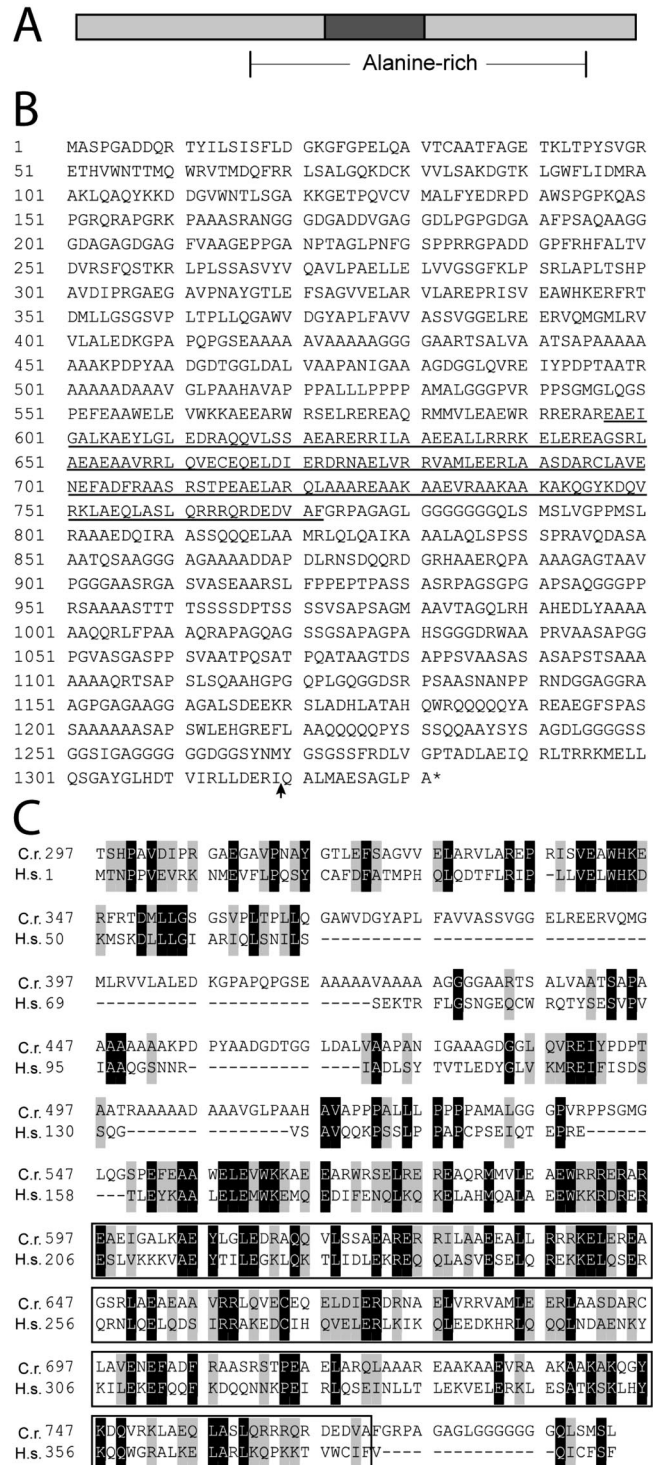 A
Alanine-rich
B
1 MASPGADDQR TYILSISFLD GKGFGPELQA VTCAATFAGE TKLTPYSVGR
51 ETHVWNTTMQ WRVTMDQFRR LSALGQKDCK VVLSAKDGTK LGWFLIDMRA
101 AKLQAQYKKD DGVWNTLSGA KKGETPQVCV MALFYEDRPD AWSPGPKQAS
151 PGRQRAPGRK PAAASRANGG GDGADDVGAG GDLPGPGDGA AFPSAQAAGG
201 GDAGAGDGAG FVAAGEPPGA NPTAGLPNFG SPPRRGPADD GPFRHFALTV
251 DVRSFQSTKR LPLSSASVYV QAVLPAELLE LVVGSGFKLP SRLAPLTSHP
301 AVDIPRGAEG AVPNAYGTLE FSAGVVELAR VLAREPRISV EAWHKERFRT
351 DMLLGSGSVP LTPLLQGAWV DGYAPLFAVV ASSVGGELRE ERVQMGMLRV
401 VLALEDKGPA PQPGSEAAAA AVAAAAAGGG GAARTSALVA ATSAPAAAAA
451 AAAKPDPYAA DGDTGGLDAL VAAPANIGAA AGDGGLQVRE IYPDPTAATR
501 AAAAADAAAV GLPAAHAVAP PPALLLPPPP AMALGGGPVR PPSGMGLQGS
551 PEFEAAWELE VWKKAEEARW RSELREREAQ RMMVLEAEWR RRERAREAEI
601 GALKAEYLGL EDRAQQVLSS AEARERRILA AEEALLRRRK ELEREAGSRL
651 AEAEAAVRRL QVECEQELDI ERDRNAELVR RVAMLEERLA ASDARCLAVE
701 NEFADFRAAS RSTPEAELAR QLAAAREAAK AAEVRAAKAA KAKQGYKDQV
751 RKLAEQLASL QRRRQRDEDV AFGRPAGAGL GGGGGGGQLS MSLVGPPMSL
801 RAAAEDQIRA ASSQQQELAA MRLQLQAIKA ALAQLSPSSS SPRAVQDASA
851 AATQSAAGGG AGAAAADDAP DLRNSDQQRD GRHAAERQPA AAAGAGTAAV
901 PGGGAASRGA SVASEAARSL FPPEPTPASS ASRPAGSGPG APSAQGGGPP
951 RSAAAASTTT TSSSSDPTSS SSVSAPSAGM AAVTAGQLRH AHEDLYAAAA
1001 AAQQRLFPAA AQRAPAGQAG SSGSAPAGPA HSGGGDRWAA PRVAASAPGG
1051 PGVASGASPP SVAATPQSAT PQATAAGTDS APPSVAASAS ASAPSTSAAA
1101 AAAAQRTSAP SLSQAAHGPG QPLGQGGDSR PSAASNANPP RNDGGAGGRA
1151 AGPGAGAAGG GALSDEEKRS LADHLATAHQ WRQQQQQYAR EAEGFSPASS
1201 SAAAAAASAP SWLEHGREFL AAQQQQQPYSS SSQQAAYSYS AGDLGGGGSS
1251 GGSIGAGGGG GGDGGSYNMY GSGSSFRDLV GPTADLAEIQ RLTRRKMELL
1301 QSGAYGLHDT VIRLLDERIQ ALMAESAGLP A*
C
C.r. 297 TSHPAVDIPR GAEGAVPNAY GTLEFSAGVV ELARVLAREP RISVEAWHKE
H.s. 1 MTNPPVEVRK NMEVFLPQSY CAFDFATMPH QLQDTFLRIP -LLVELWHKD
C.r. 347 RFRTDMLLGS GSVPLTPLLQ GAWVDGYAPL FAVVASSVGG ELREERVQMG
H.s. 50 KMSKDLLLGI ARIQLSNILS ---------- ---------- ----------
C.r. 397 MLRVVLALED KGPAPQPGSE AAAAAVAAAA AGGGGAARTS ALVAATSAPA
H.s. 69 ---------- ---------- -----SEKTR FLGSNGEQCW RQTYSESVPV
C.r. 447 AAAAAAAAKPD PYAADGDTGG LDALVAAPAN IGAAAGDGGL QVREIYPDPT
H.s. 95 IAAQGSNNR- ---------- ----IADLSY TVTLEDYGLV KMREIFISDS
C.r. 497 AATRAAAAAD AAAVGLPAAH AVAPPPALLL PPPPAMALGG GPVRPPSGMG
H.s. 130 SQG------- --------VS AVQQKPSSLP PAPCPSEIQT EPRE------
C.r. 547 LQGSPEFEAA WELEVWKKAE EARWRSELRE REAQRMMVLE AEWRRRERAR
H.s. 158 ---TLEYKAA LELEMWKEMQ EDIFENQLKQ KELAHMQALA EEWKKRDRER
C.r. 597 EAEIGALKAE YLGLEDRAQQ VLSSAEARER RILAAEEALL RRRKELEREA
H.s. 206 ESLVKKKVAE YTILEGKLQK TLIDLEKREQ QLASVESELQ REKKELQSER
C.r. 647 GSRLAEAEAA VRRLQVECEQ ELDIERDRNA ELVRRVAMLE ERLAASDARC
H.s. 256 QRNLQELQDS IRRAKEDCIH QVELERLKIK QLEEDKHRLQ QQLNDAENKY
C.r. 697 LAVENEFADF RAASRSTPEA ELARQLAAAR EAAKAAEVRA AKAAKAKQGY
H.s. 306 KILEKEFQQF KDQQNNKPEI RLQSEINLLT LEKVELERKL ESATKSKLHY
C.r. 747 KDQVRKLAEQ LASLQRRRQR DEDVAFGRPA GAGLGGGGGG GQLSMSL
H.s. 356 KQQWGRALKE LARLKQPKKT VWCIFV---- ---------- -QLSCMFS